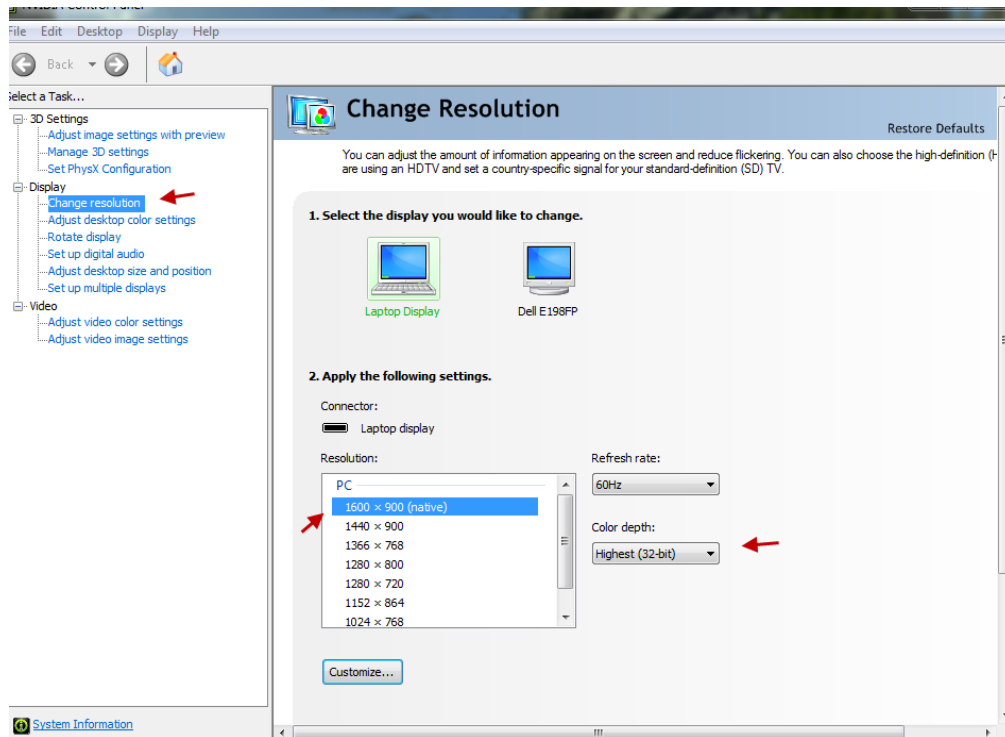 NVIDIA Control Panel
File Edit Desktop Display Help
Back
Select a Task...
3D Settings
Adjust image settings with preview
Manage 3D settings
Set PhysX Configuration
Display
Change resolution
Adjust desktop color settings
Rotate display
Set up digital audio
Adjust desktop size and position
Set up multiple displays
Video
Adjust video color settings
Adjust video image settings
System Information
Change Resolution
Restore Defaults
You can adjust the amount of information appearing on the screen and reduce flickering. You can also choose the high-definition (H
are using an HDTV and set a country-specific signal for your standard-definition (SD) TV.
1. Select the display you would like to change.
Laptop Display
Dell E198FP
2. Apply the following settings.
Connector:
Laptop display
Resolution:
PC
1600 × 900 (native)
1440 × 900
1366 × 768
1280 × 800
1280 × 720
1152 × 864
1024 × 768
Refresh rate:
60Hz
Color depth:
Highest (32-bit)
Customize...